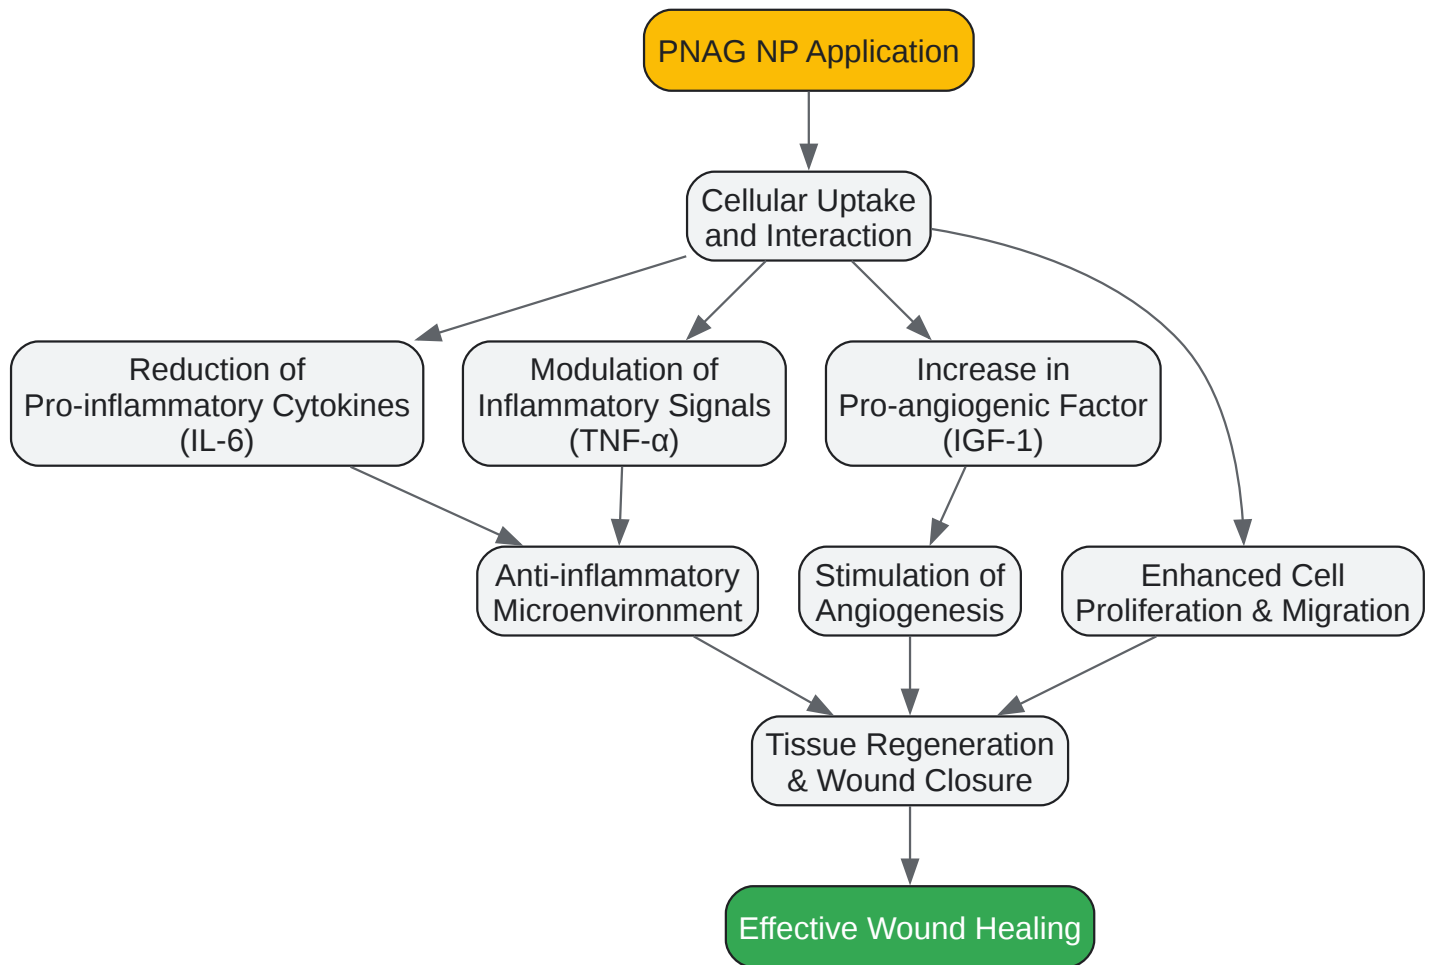 PNAG NP Application
Cellular Uptake
and Interaction
Reduction of
Pro-inflammatory Cytokines
(IL-6)
Modulation of
Inflammatory Signals
(TNF-α)
Increase in
Pro-angiogenic Factor
(IGF-1)
Anti-inflammatory
Microenvironment
Stimulation of
Angiogenesis
Enhanced Cell
Proliferation & Migration
Tissue Regeneration
& Wound Closure
Effective Wound Healing